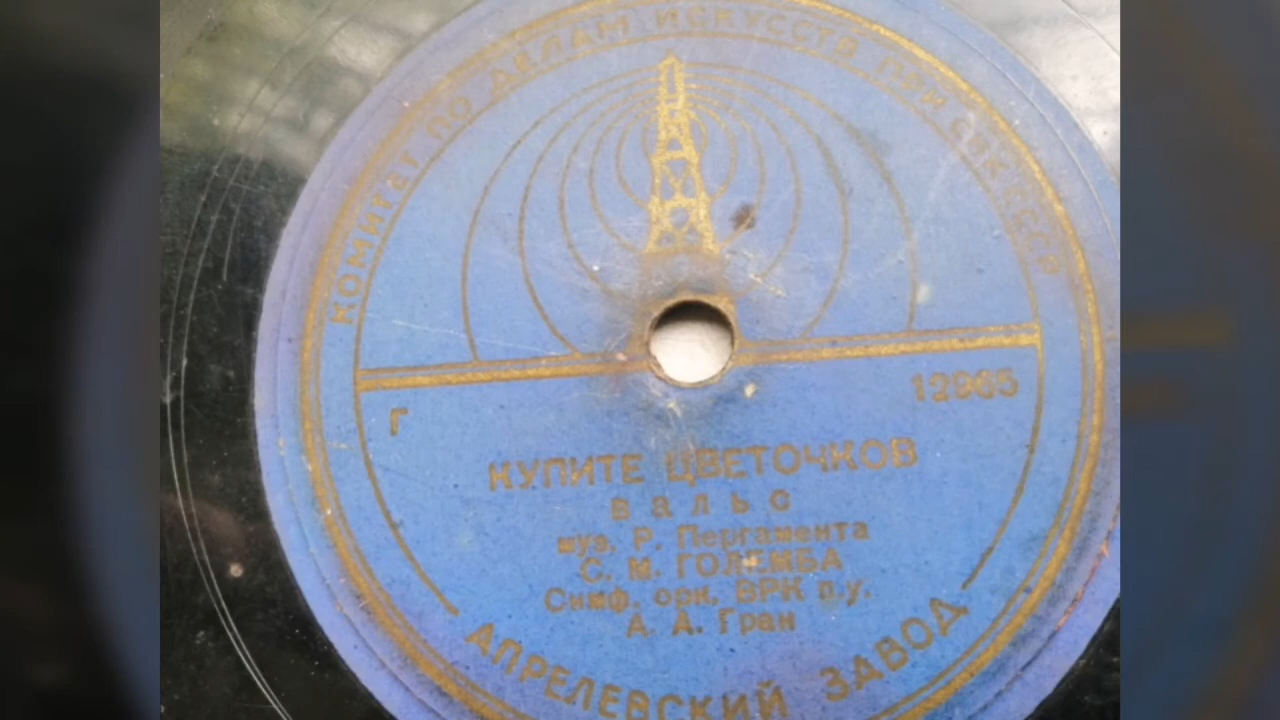 КОМИТЕТ ПО ДЕЛАМ ИСКУССТВ ПРИ СНК СССР
Г 12965
КУПИТЕ ЦВЕТОЧКОВ
вальс
муз. Р. Пергамента
С. М. ГОЛЕМБА
Симф. орк. ВРК п.у.
А. А. Гран
АПРЕЛЕВСКИЙ ЗАВОД